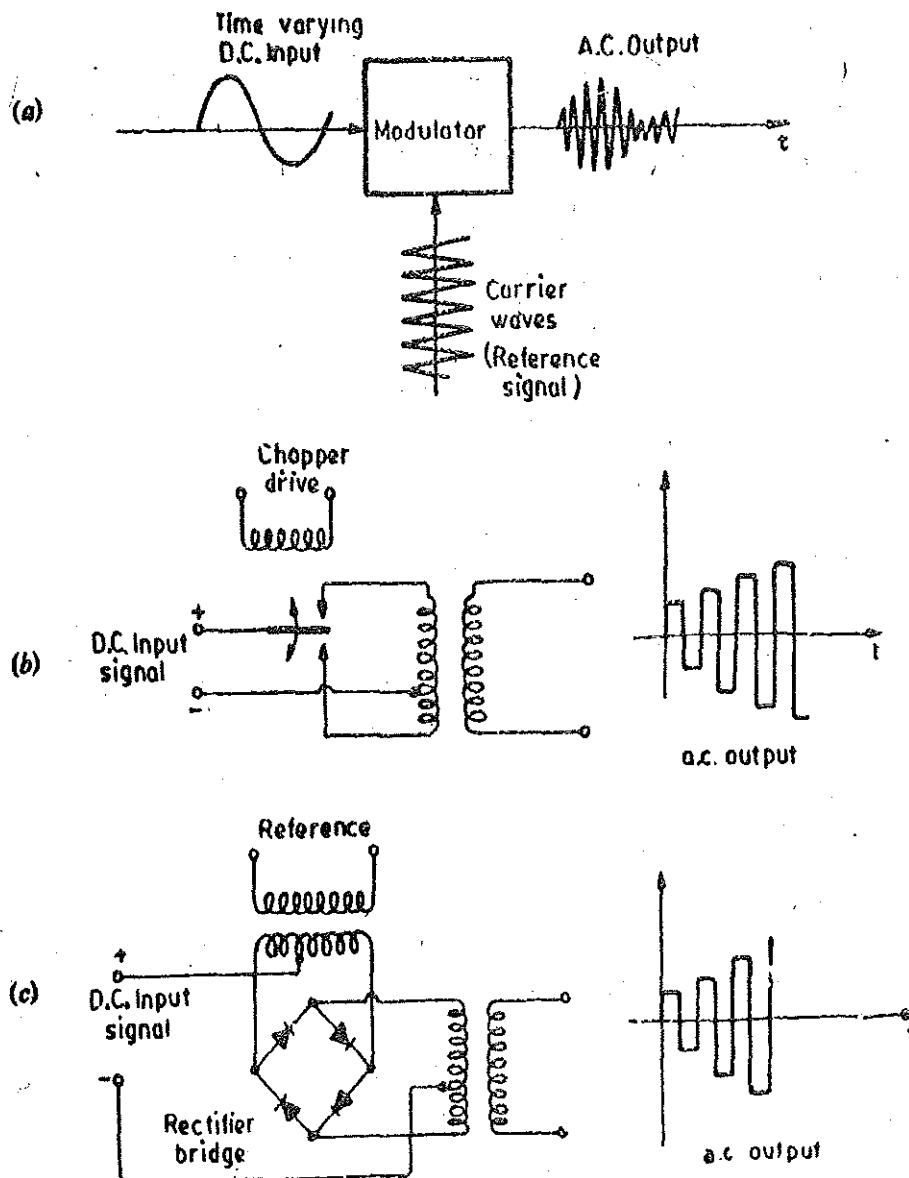 Time varying
D.C. Input
A.C. Output
(a)
Modulator
τ
Carrier
waves
(Reference
signal)
Chopper
drive
+
D.C. Input
signal
(b)
-
t
a.c. output
Reference
+
(c)
D.C. Input
signal
-
Rectifier
bridge
a.c output